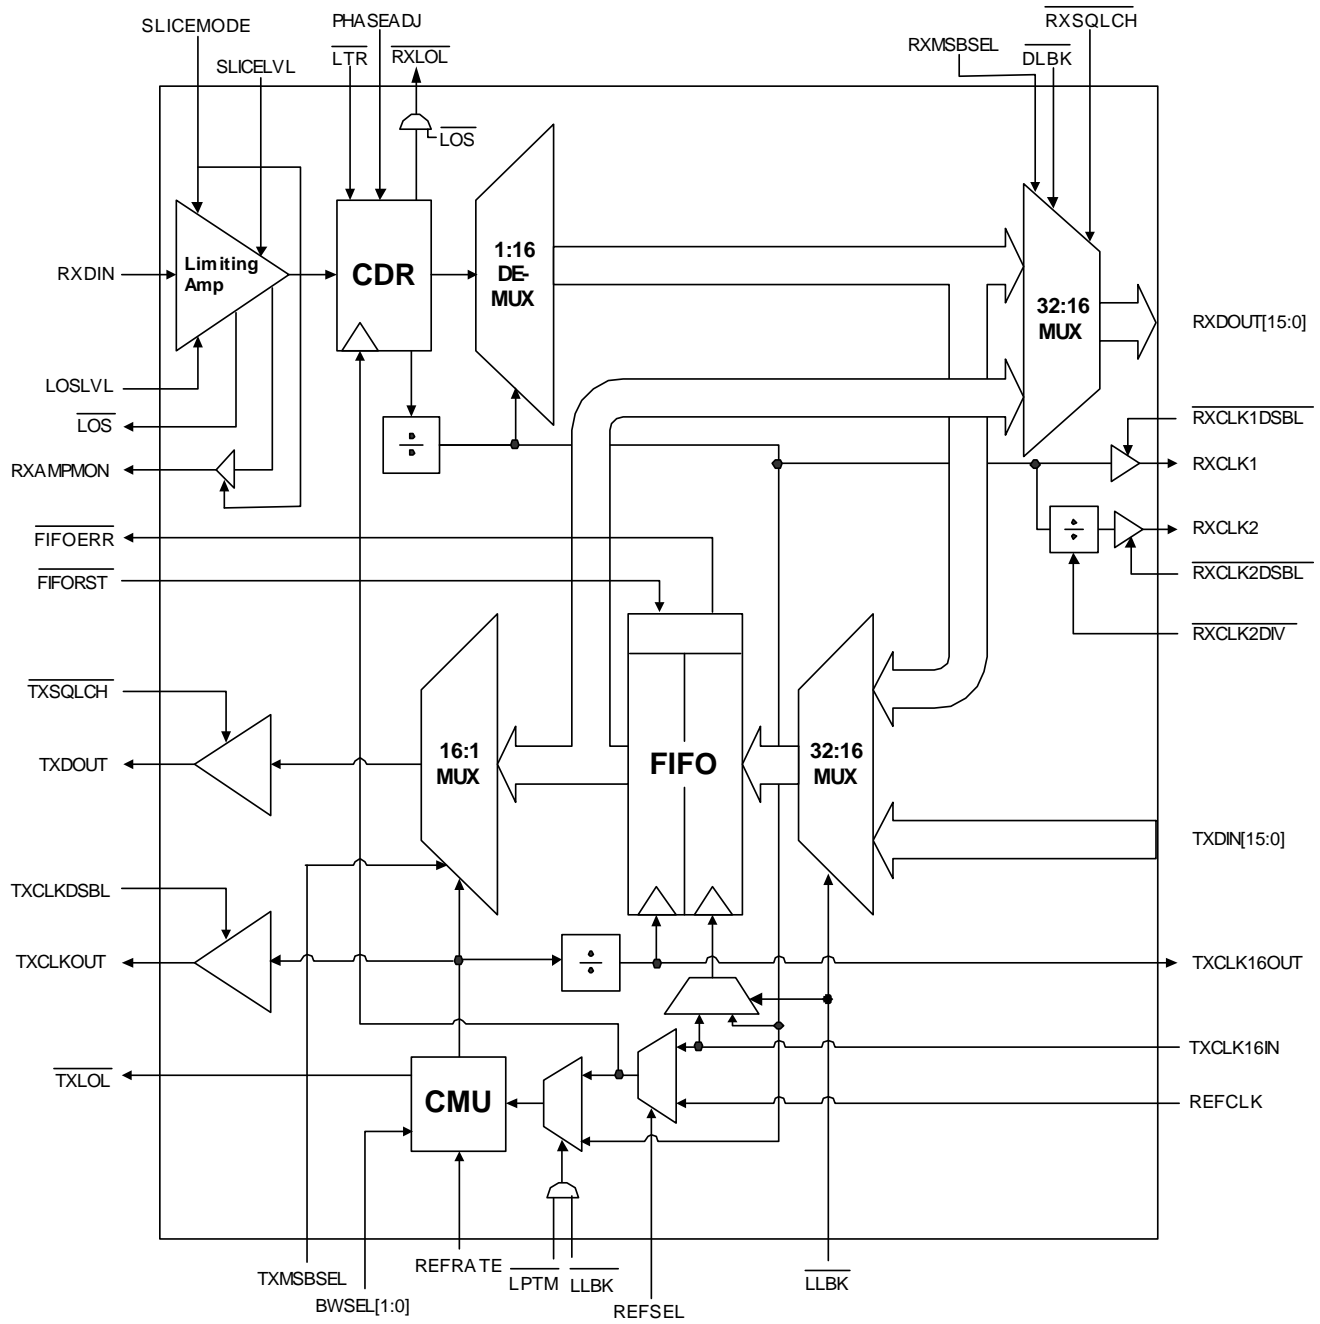 SLICEMODE
PHASEADJ
RXSQLCH
SLICELVL
LTR
RXLOL
RXMSBSEL
DLBK
LOS
RXDIN
Limiting
Amp
CDR
1:16
DE-
MUX
32:16
MUX
RXDOUT[15:0]
LOSLVL
LOS
RXAMPMON
÷
RXCLK1DSBL
RXCLK1
÷
RXCLK2
RXCLK2DSBL
RXCLK2DIV
FIFOERR
FIFORST
TXSQLCH
TXDOUT
16:1
MUX
FIFO
32:16
MUX
TXDIN[15:0]
TXCLKDSBL
TXCLKOUT
÷
TXCLK16OUT
TXCLK16IN
TXLOL
CMU
REFCLK
TXMSBSEL
BWSEL[1:0]
REFRATE
LPTM
LLBK
REFSEL
LLBK